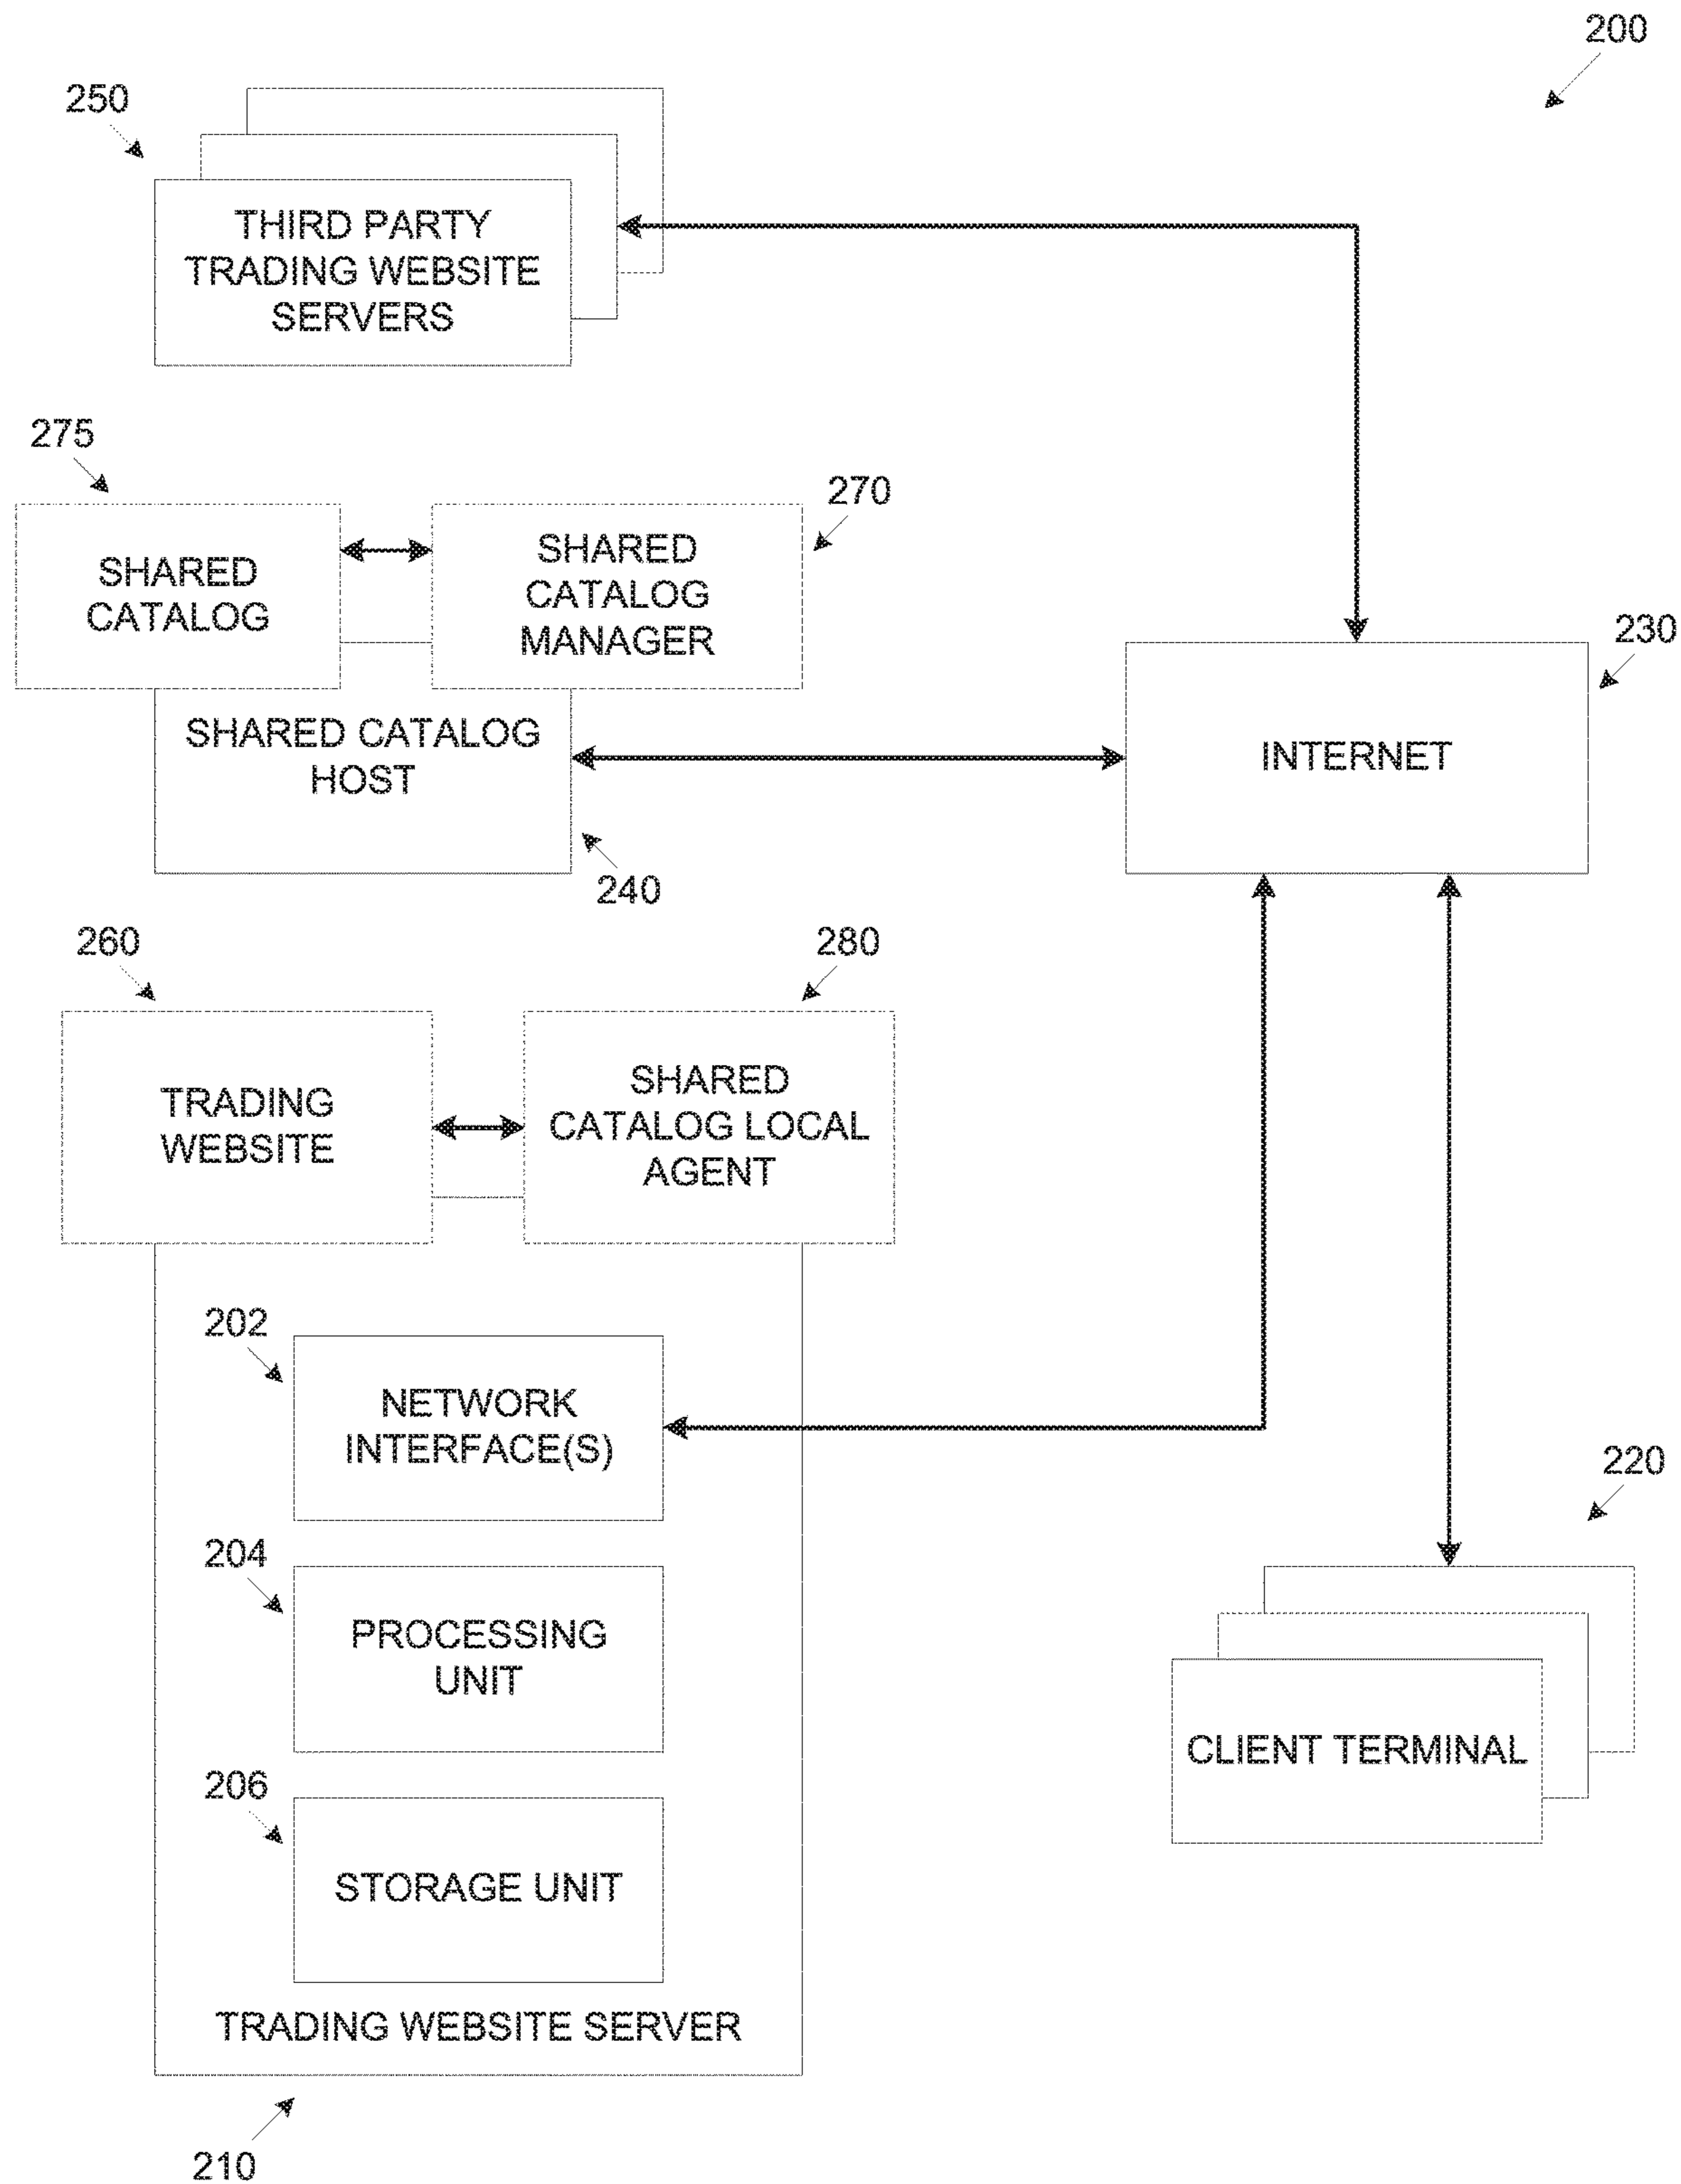 200
250
THIRD PARTY
TRADING WEBSITE
SERVERS
275
270
SHARED
CATALOG
SHARED
CATALOG
MANAGER
230
SHARED CATALOG
HOST
INTERNET
240
260
280
TRADING
WEBSITE
SHARED
CATALOG LOCAL
AGENT
202
NETWORK
INTERFACE(S)
220
204
PROCESSING
UNIT
CLIENT TERMINAL
206
STORAGE UNIT
TRADING WEBSITE SERVER
210